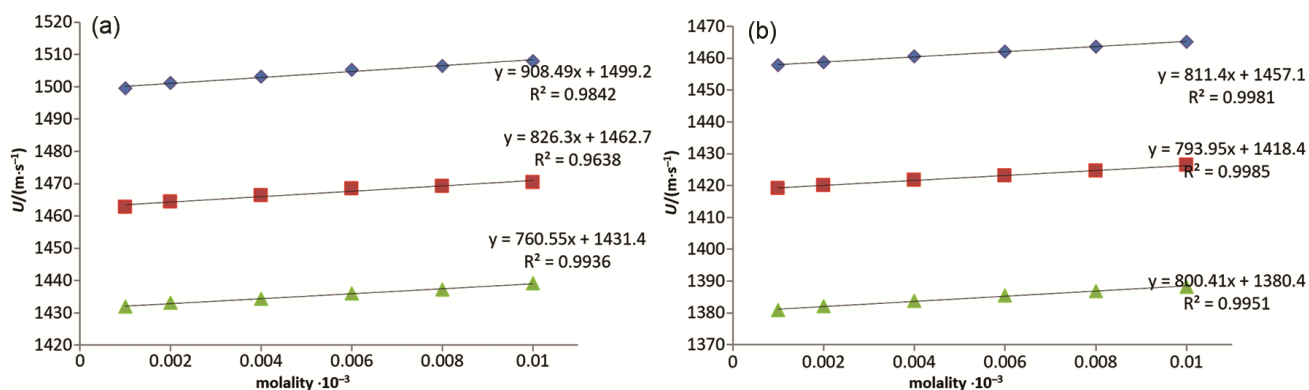 (a)
1520
1510
1500
1490
1480
1470
1460
1450
1440
1430
1420
U/(m·s⁻¹)
y = 908.49x + 1499.2
R² = 0.9842
y = 826.3x + 1462.7
R² = 0.9638
y = 760.55x + 1431.4
R² = 0.9936
0 0.002 0.004 0.006 0.008 0.01
molality ·10⁻³
(b)
1470
1460
1450
1440
1430
1420
1410
1400
1390
1380
1370
U/(m·s⁻¹)
y = 811.4x + 1457.1
R² = 0.9981
y = 793.95x + 1418.4
R² = 0.9985
y = 800.41x + 1380.4
R² = 0.9951
0 0.002 0.004 0.006 0.008 0.01
molality ·10⁻³